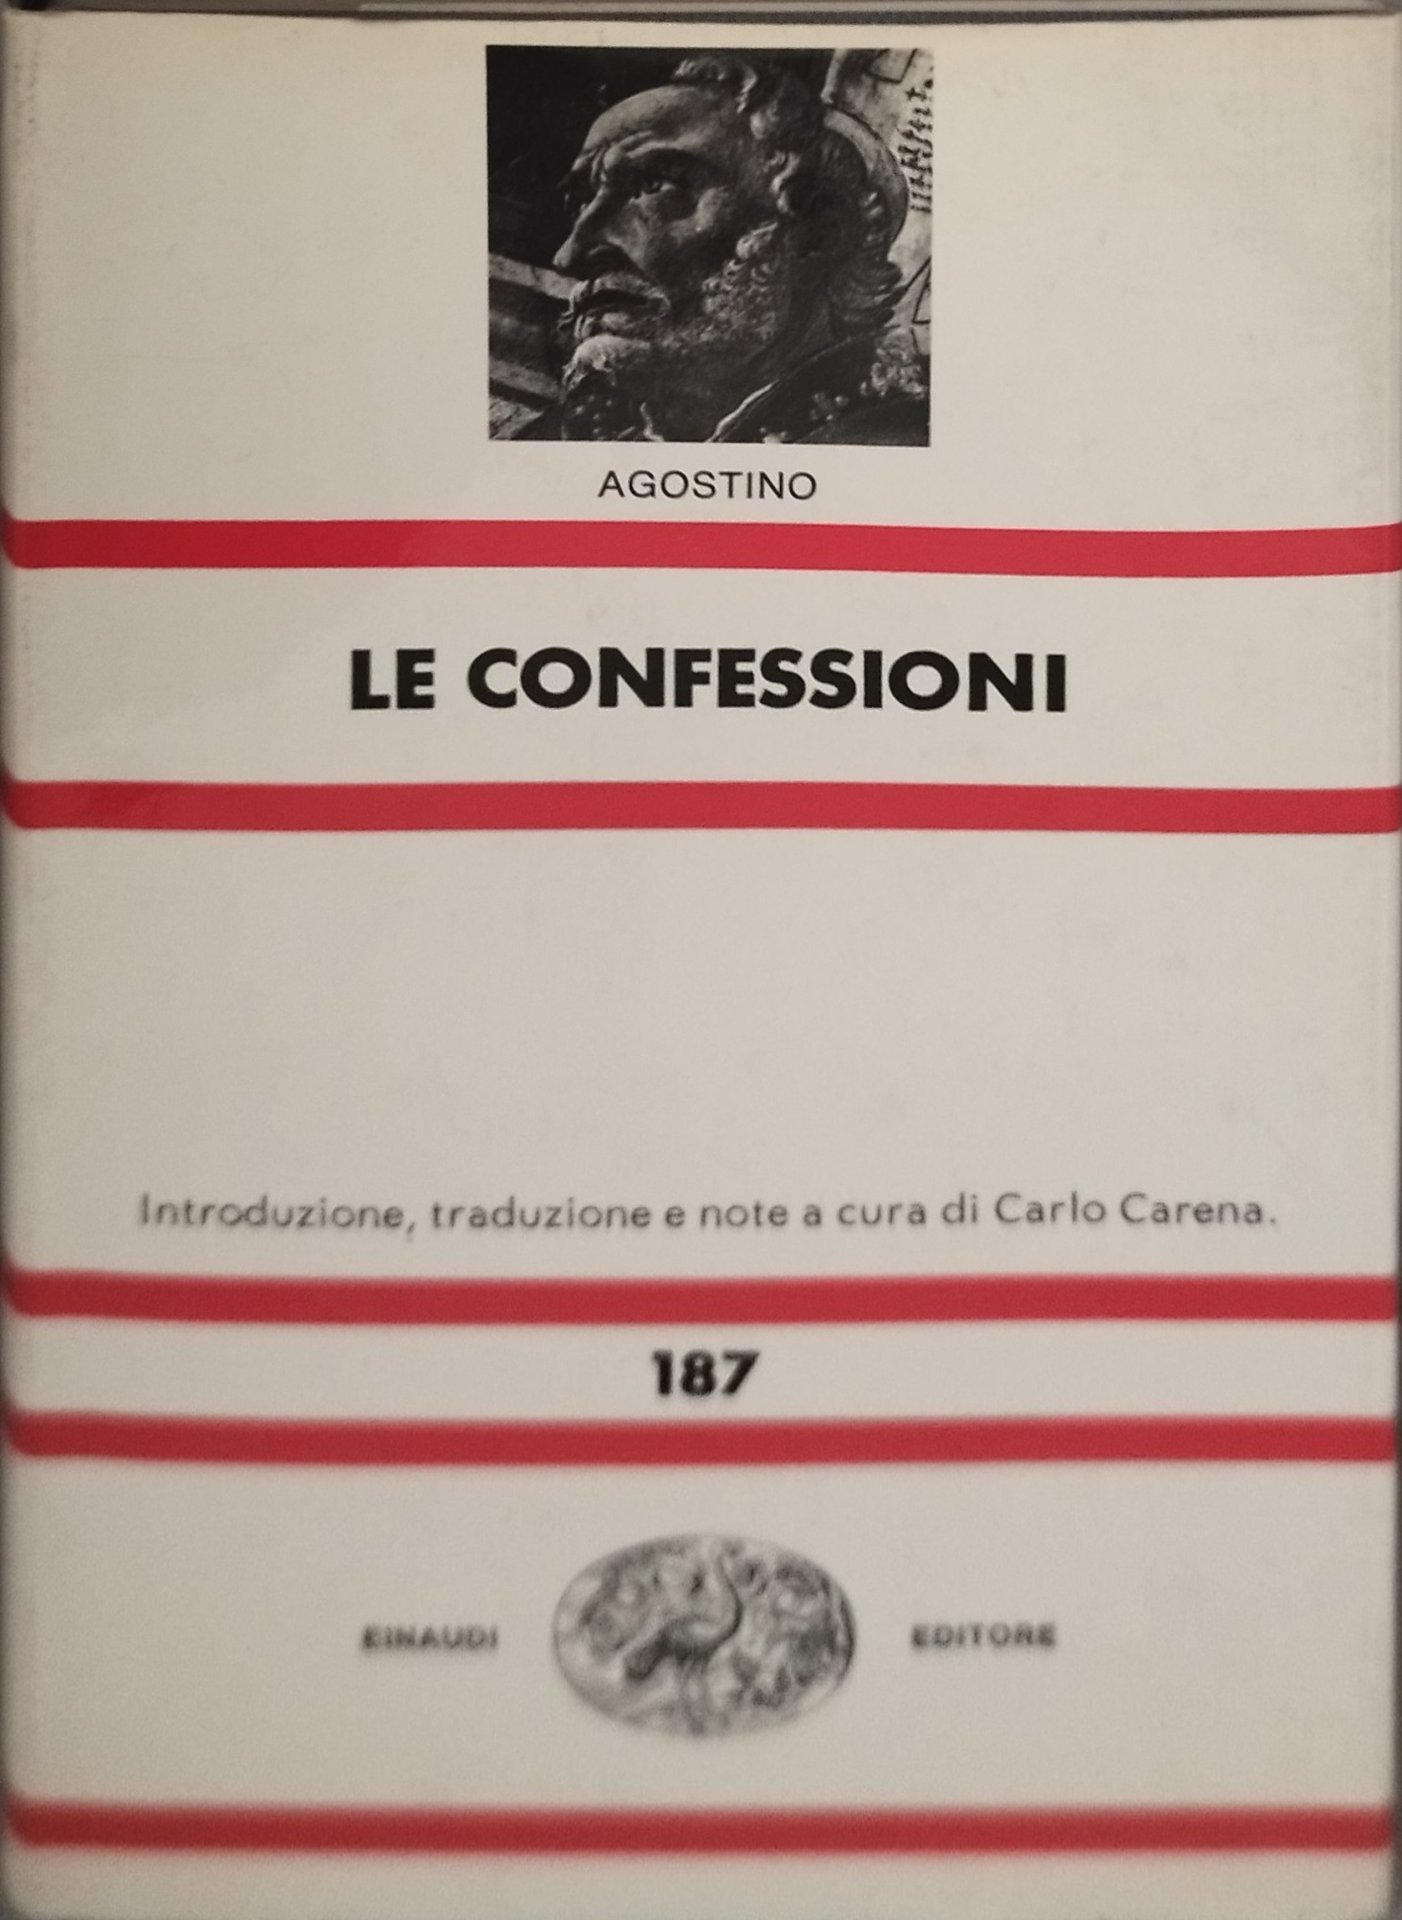 AGOSTINO
LE CONFESSIONI
Introduzione, traduzione e note a cura di Carlo Carena.
187
EINAUDI EDITORE